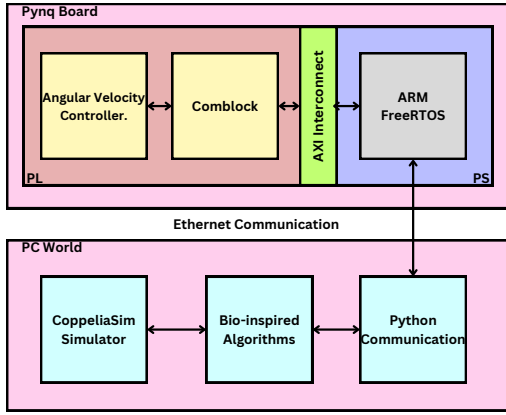 Pynq Board
Angular Velocity
Controller.
Comblock
AXI Interconnect
ARM
FreeRTOS
PL
PS
Ethernet Communication
PC World
CoppeliaSim
Simulator
Bio-inspired
Algorithms
Python
Communication